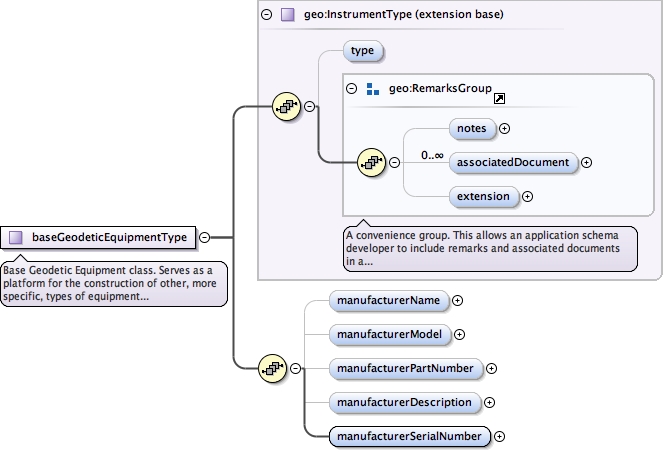 geo:InstrumentType (extension base)
type
geo:RemarksGroup
notes
0..∞
associatedDocument
extension
A convenience group. This allows an application schema
developer to include remarks and associated documents
in a...
baseGeodeticEquipmentType
Base Geodetic Equipment class. Serves as a
platform for the construction of other, more
specific, types of equipment...
manufacturerName
manufacturerModel
manufacturerPartNumber
manufacturerDescription
manufacturerSerialNumber